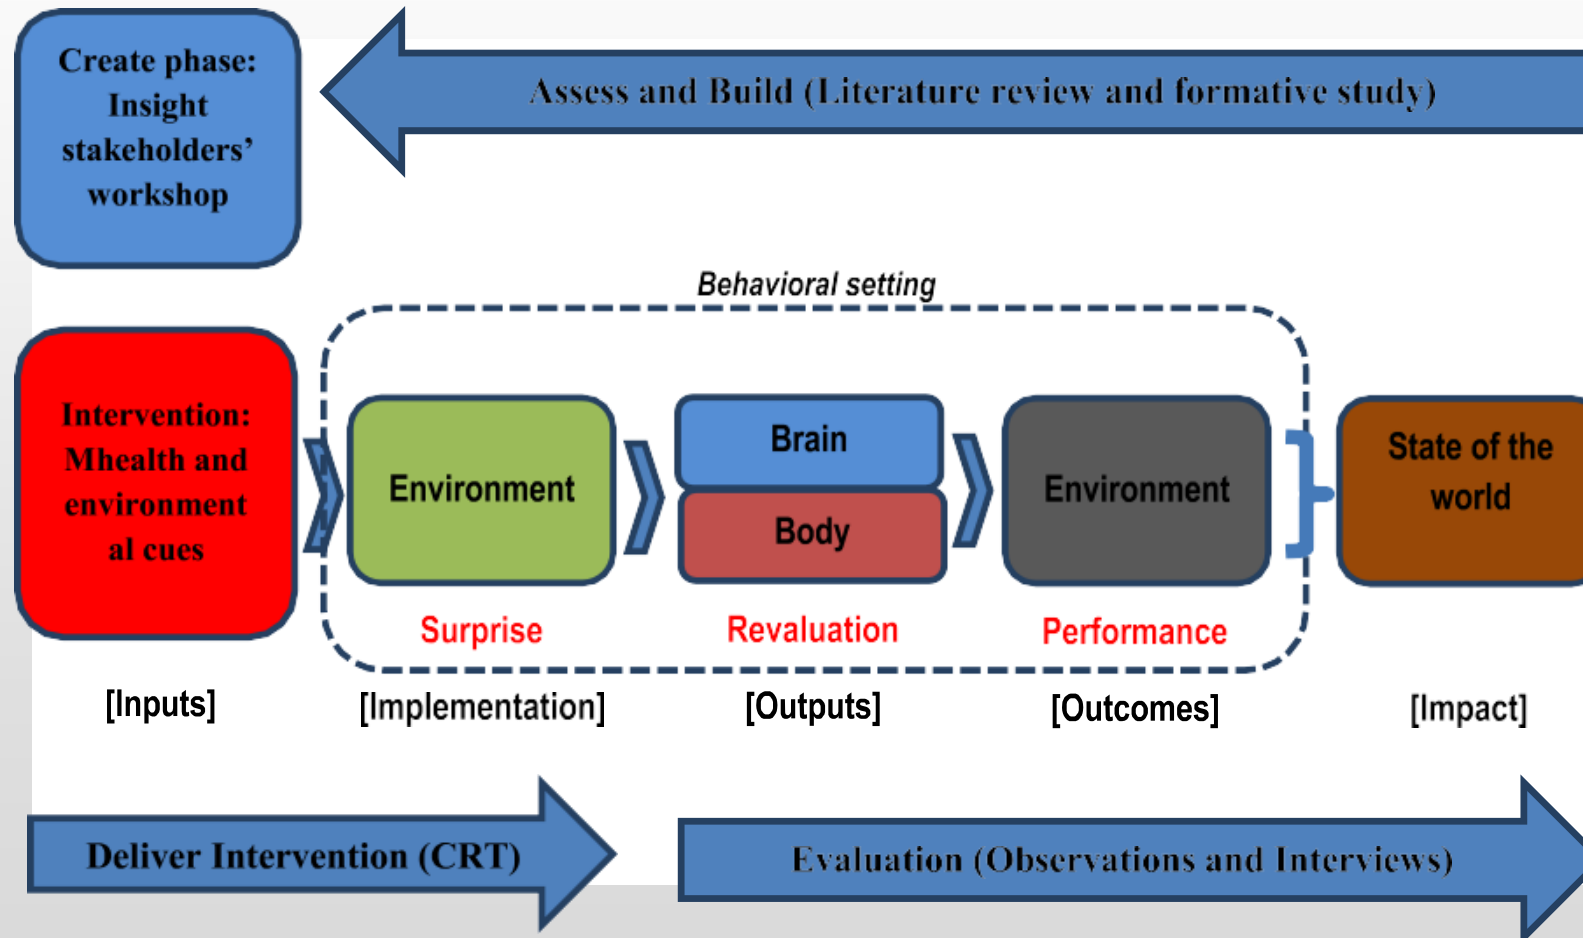 Create phase:
Insight
stakeholders’
workshop
Assess and Build (Literature review and formative study)
Behavioral setting
Intervention:
Mhealth and
environment
al cues
Environment
Brain
Body
Environment
State of the
world
Surprise
Revaluation
Performance
[Inputs]
[Implementation]
[Outputs]
[Outcomes]
[Impact]
Deliver Intervention (CRT)
Evaluation (Observations and Interviews)